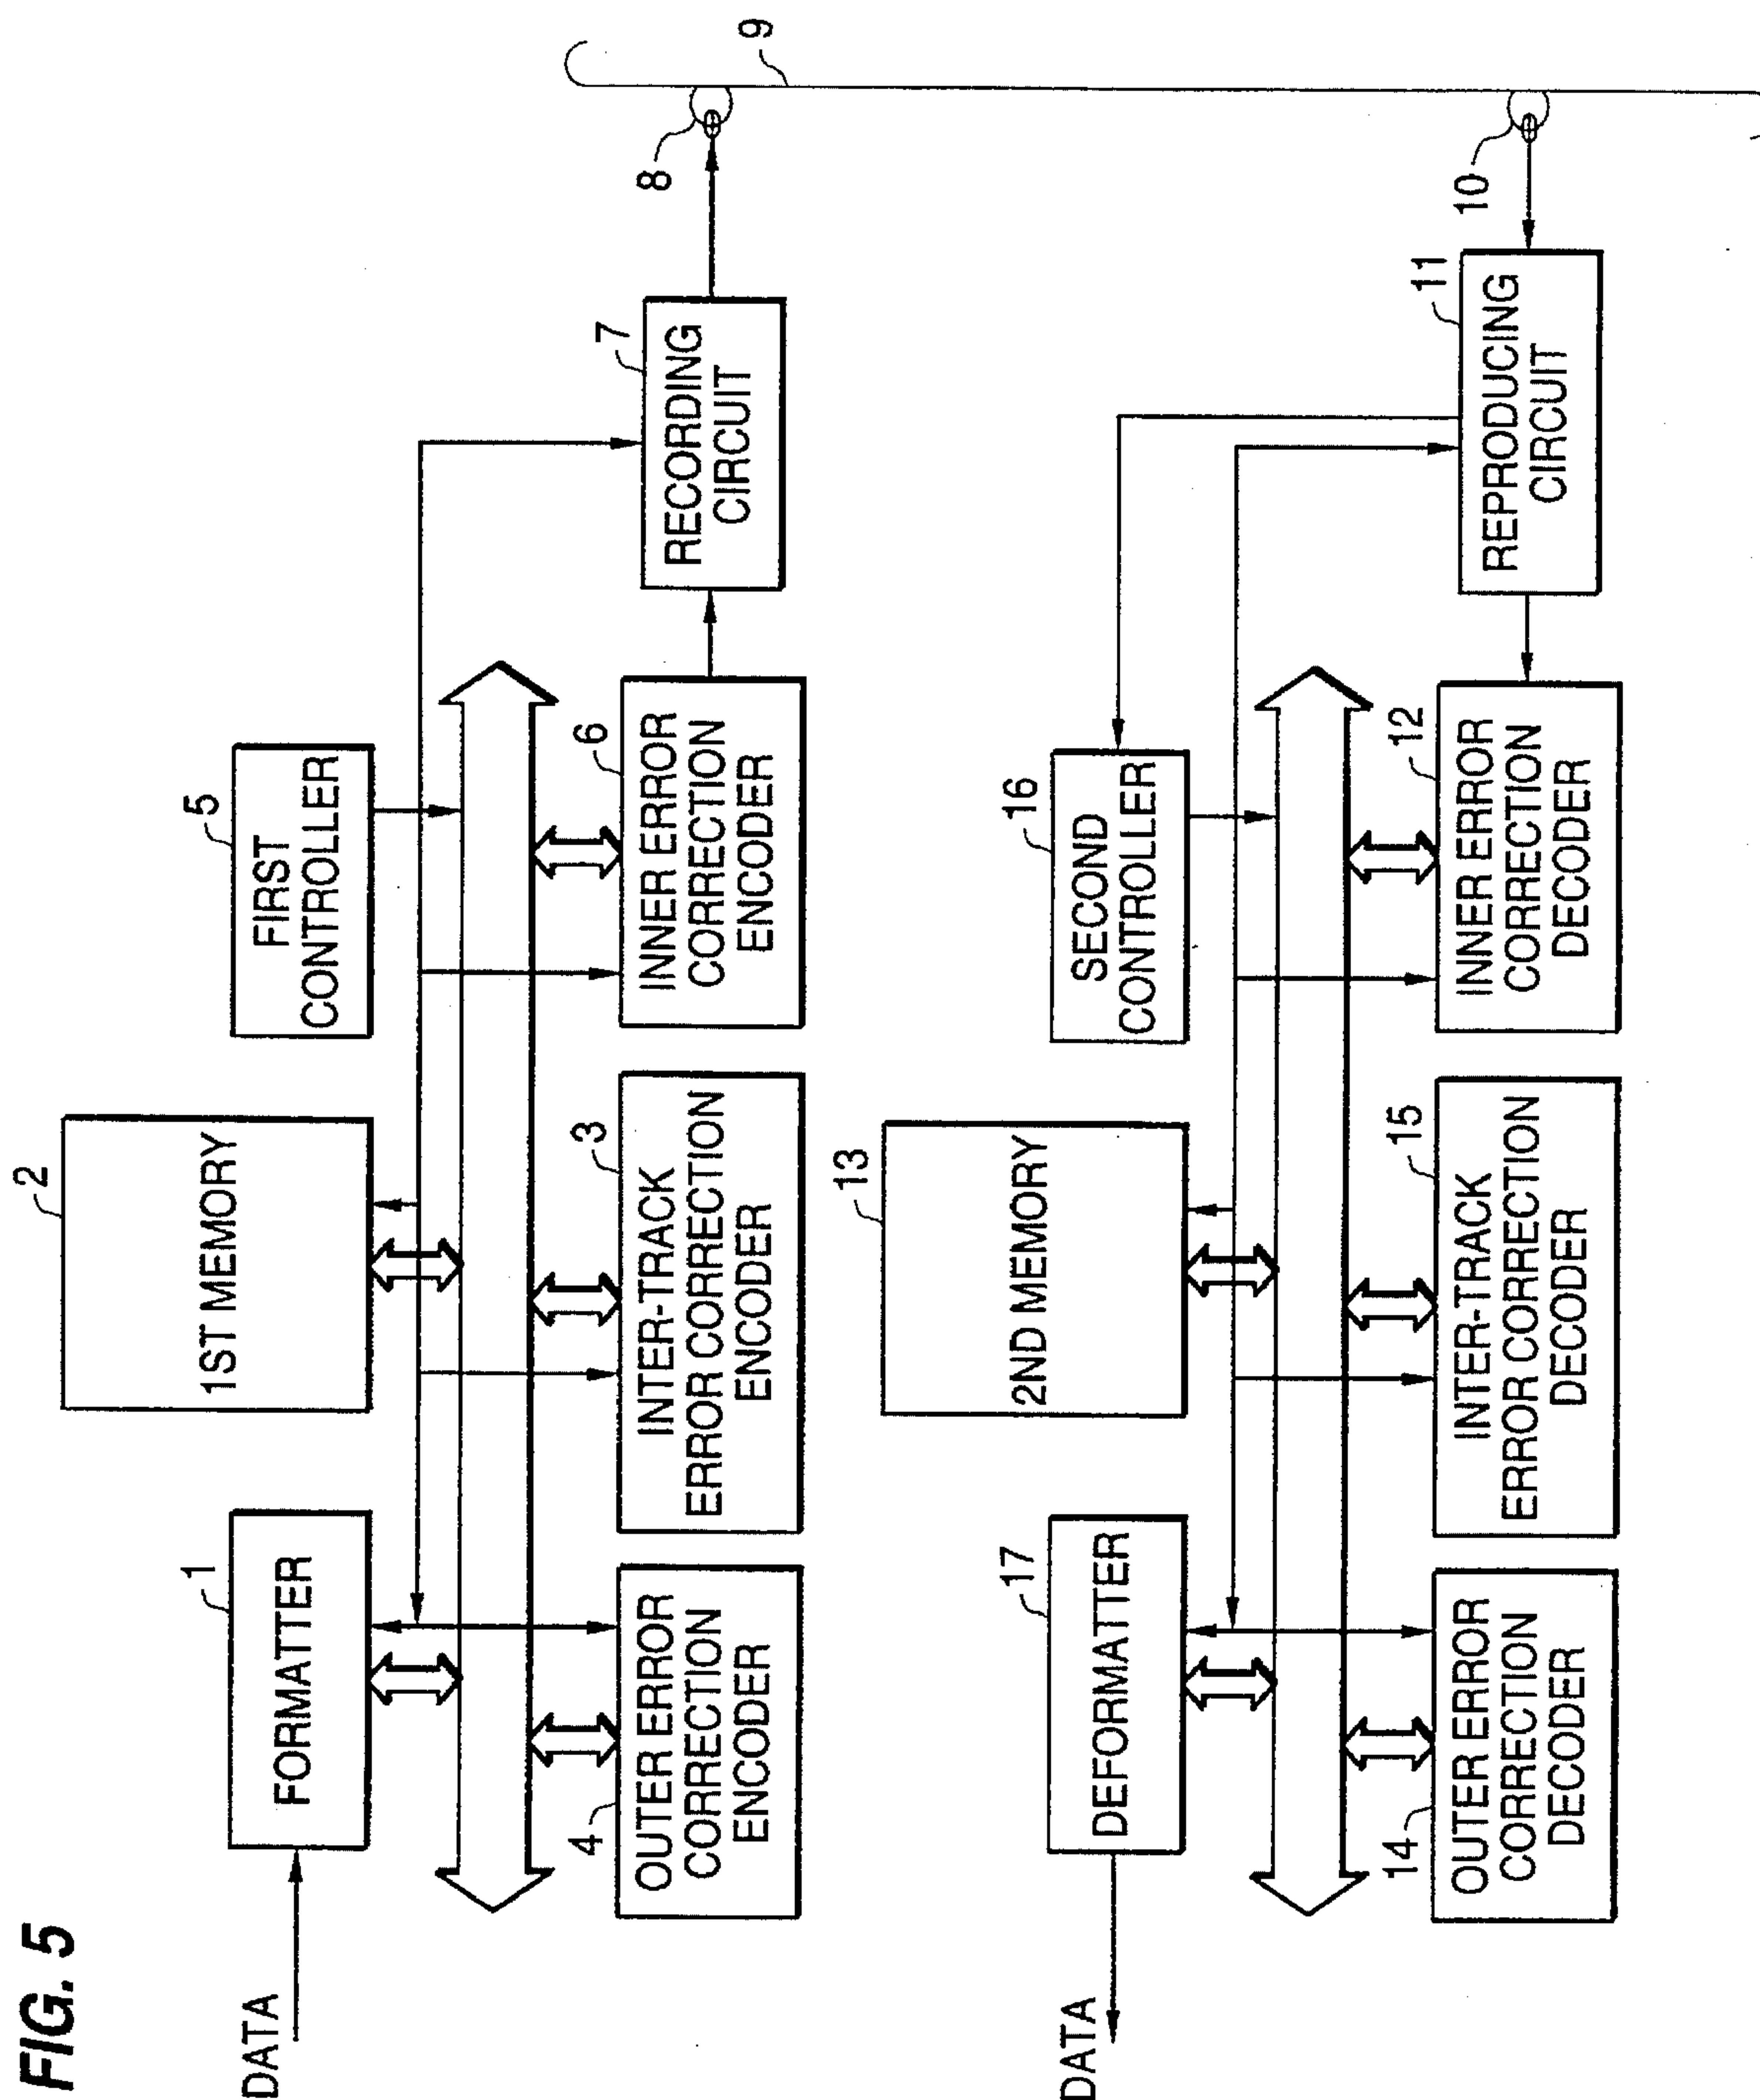 FIG. 5
DATA
1
FORMATTER
2
1ST MEMORY
5
FIRST
CONTROLLER
4
OUTER ERROR
CORRECTION
ENCODER
3
INTER-TRACK
ERROR CORRECTION
ENCODER
6
INNER ERROR
CORRECTION
ENCODER
7
RECORDING
CIRCUIT
8
9
DATA
17
DEFORMATTER
13
2ND MEMORY
16
SECOND
CONTROLLER
14
OUTER ERROR
CORRECTION
DECODER
15
INTER-TRACK
ERROR CORRECTION
DECODER
12
INNER ERROR
CORRECTION
DECODER
11
REPRODUCING
CIRCUIT
10